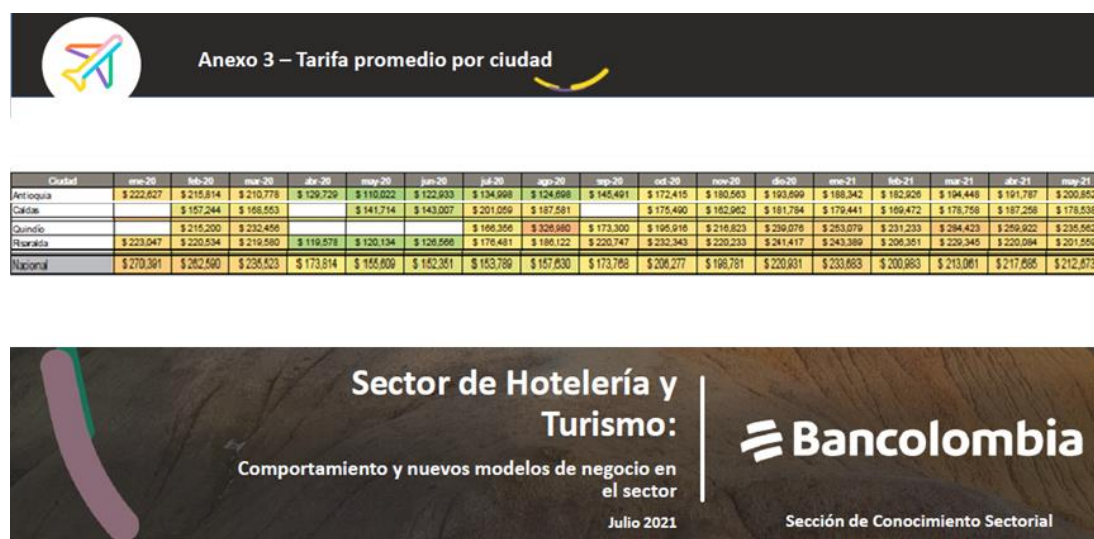 Anexo 3 – Tarifa promedio por ciudad
Ciudad ene-20 feb-20 mar-20 abr-20 may-20 jun-20 jul-20 ago-20 sep-20 oct-20 nov-20 dic-20 ene-21 feb-21 mar-21 abr-21 may-21
Antioquia $ 222,627 $ 215,814 $ 210,778 $ 129,729 $ 110,022 $ 122,933 $ 134,998 $ 124,698 $ 145,491 $ 172,415 $ 180,563 $ 193,699 $ 188,342 $ 182,926 $ 194,448 $ 191,787 $ 200,852
Caldas $ 157,244 $ 168,553 $ 141,714 $ 143,007 $ 201,059 $ 187,581 $ 175,490 $ 162,962 $ 181,784 $ 179,441 $ 169,472 $ 178,758 $ 187,258 $ 178,538
Quindío $ 215,200 $ 232,456 $ 166,356 $ 326,980 $ 173,300 $ 195,916 $ 216,823 $ 239,076 $ 253,079 $ 231,233 $ 284,423 $ 259,922 $ 235,562
Risaralda $ 223,047 $ 220,534 $ 219,580 $ 119,578 $ 120,134 $ 126,566 $ 176,481 $ 186,122 $ 220,747 $ 232,343 $ 220,233 $ 241,417 $ 243,389 $ 206,351 $ 229,345 $ 220,084 $ 201,559
Nacional $ 270,391 $ 262,590 $ 235,523 $ 173,814 $ 155,609 $ 152,351 $ 153,789 $ 157,630 $ 173,768 $ 206,277 $ 198,781 $ 220,931 $ 233,683 $ 200,983 $ 213,061 $ 217,685 $ 212,673
Sector de Hotelería y
Turismo:
Comportamiento y nuevos modelos de negocio en
el sector
Julio 2021
Bancolombia
Sección de Conocimiento Sectorial